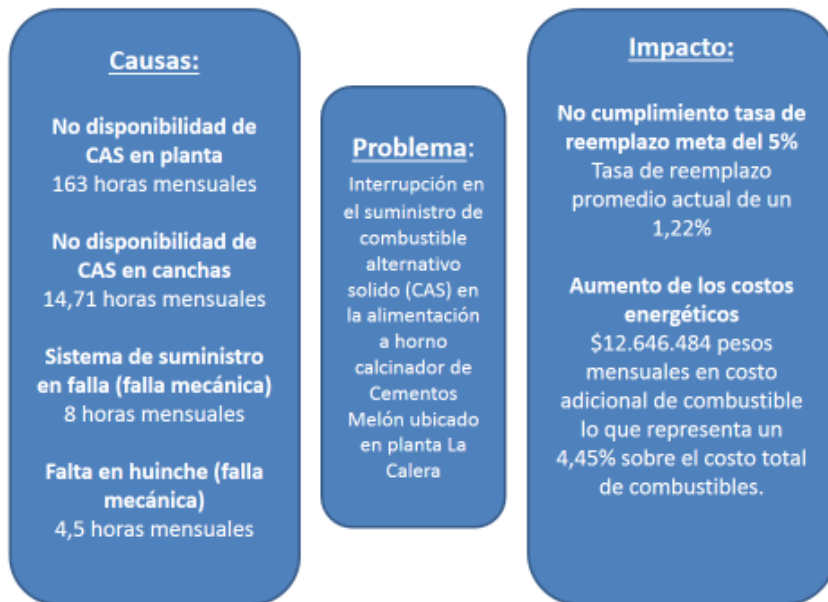 Causas:
No disponibilidad de
CAS en planta
163 horas mensuales
No disponibilidad de
CAS en canchas
14,71 horas mensuales
Sistema de suministro
en falla (falla mecánica)
8 horas mensuales
Falta en huinche (falla
mecánica)
4,5 horas mensuales
Problema:
Interrupción en
el suministro de
combustible
alternativo
solido (CAS) en
la alimentación
a horno
calcinador de
Cementos
Melón ubicado
en planta La
Calera
Impacto:
No cumplimiento tasa de
reemplazo meta del 5%
Tasa de reemplazo
promedio actual de un
1,22%
Aumento de los costos
energéticos
$12.646.484 pesos
mensuales en costo
adicional de combustible
lo que representa un
4,45% sobre el costo total
de combustibles.